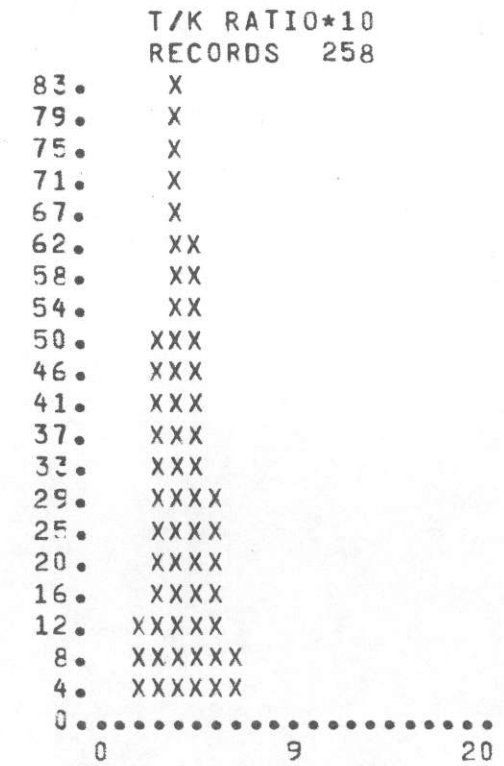 T/K RATIO*10
RECORDS 258
83. X
79. X
75. X
71. X
67. X
62. XX
58. XX
54. XX
50. XXX
46. XXX
41. XXX
37. XXX
33. XXX
29. XXXX
25. XXXX
20. XXXX
16. XXXX
12. XXXXX
8. XXXXXX
4. XXXXXX
0......................
0 9 20